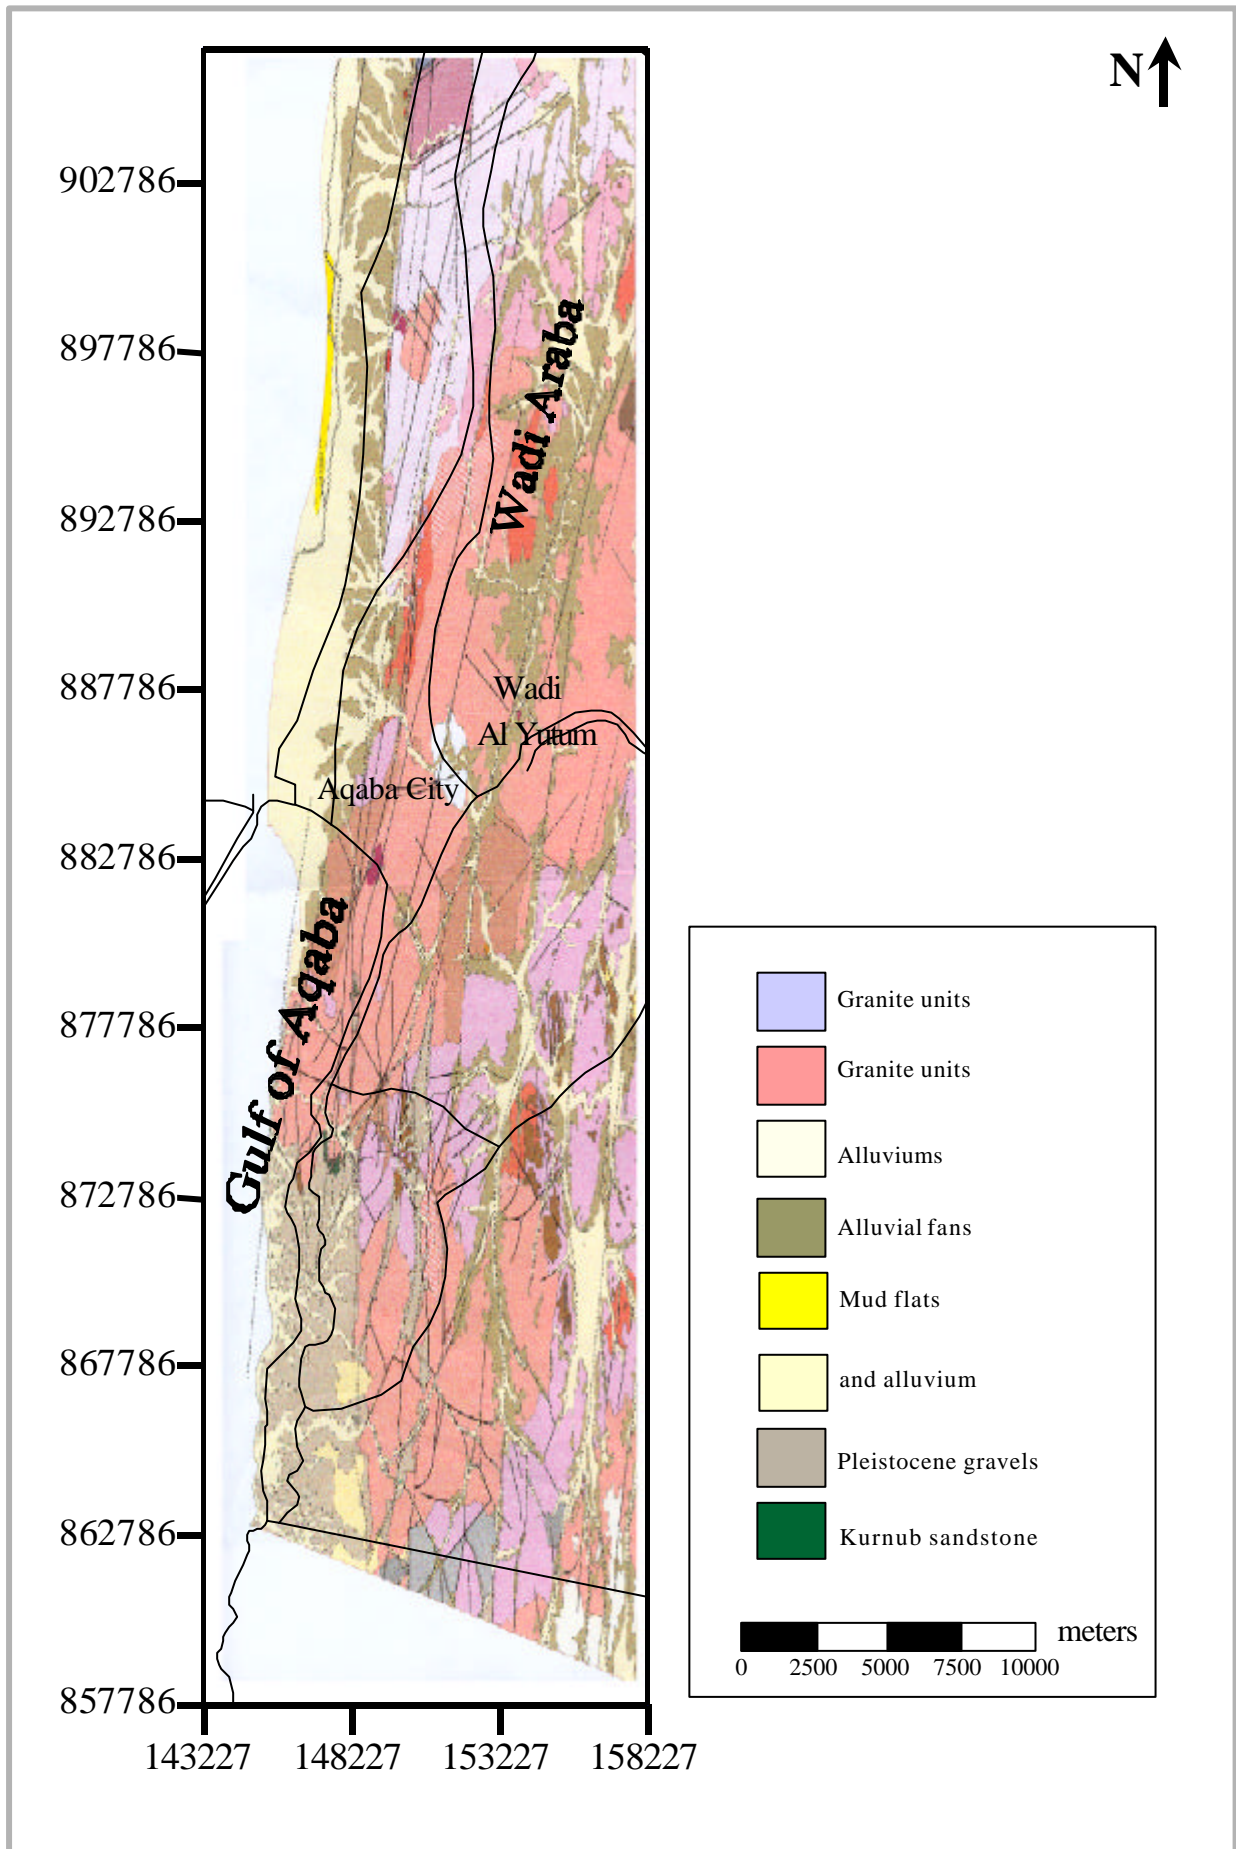 N
902786
897786
892786
887786
882786
877786
872786
867786
862786
857786
143227 148227 153227 158227
Wadi Araba
Wadi
Al Yutum
Aqaba City
Gulf of Aqaba
Granite units
Granite units
Alluviums
Alluvial fans
Mud flats
and alluvium
Pleistocene gravels
Kurnub sandstone
meters
0 2500 5000 7500 10000